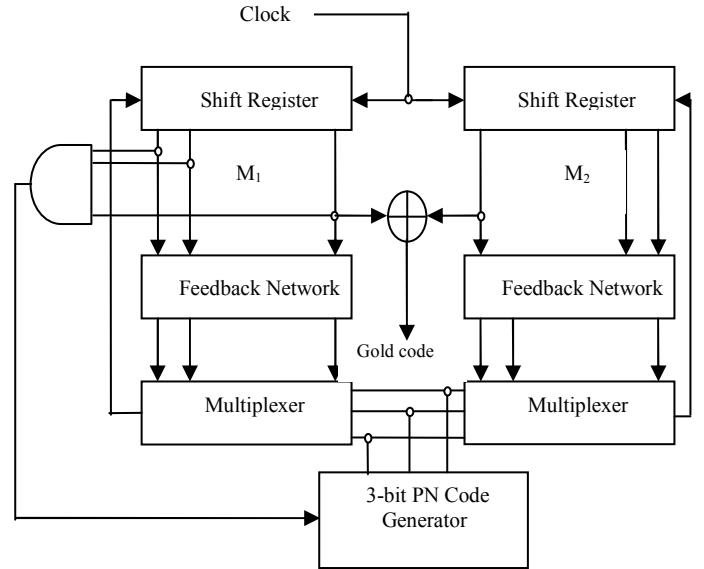 Clock
Shift Register
Shift Register
M₁
M₂
Feedback Network
Feedback Network
Gold code
Multiplexer
Multiplexer
3-bit PN Code
Generator